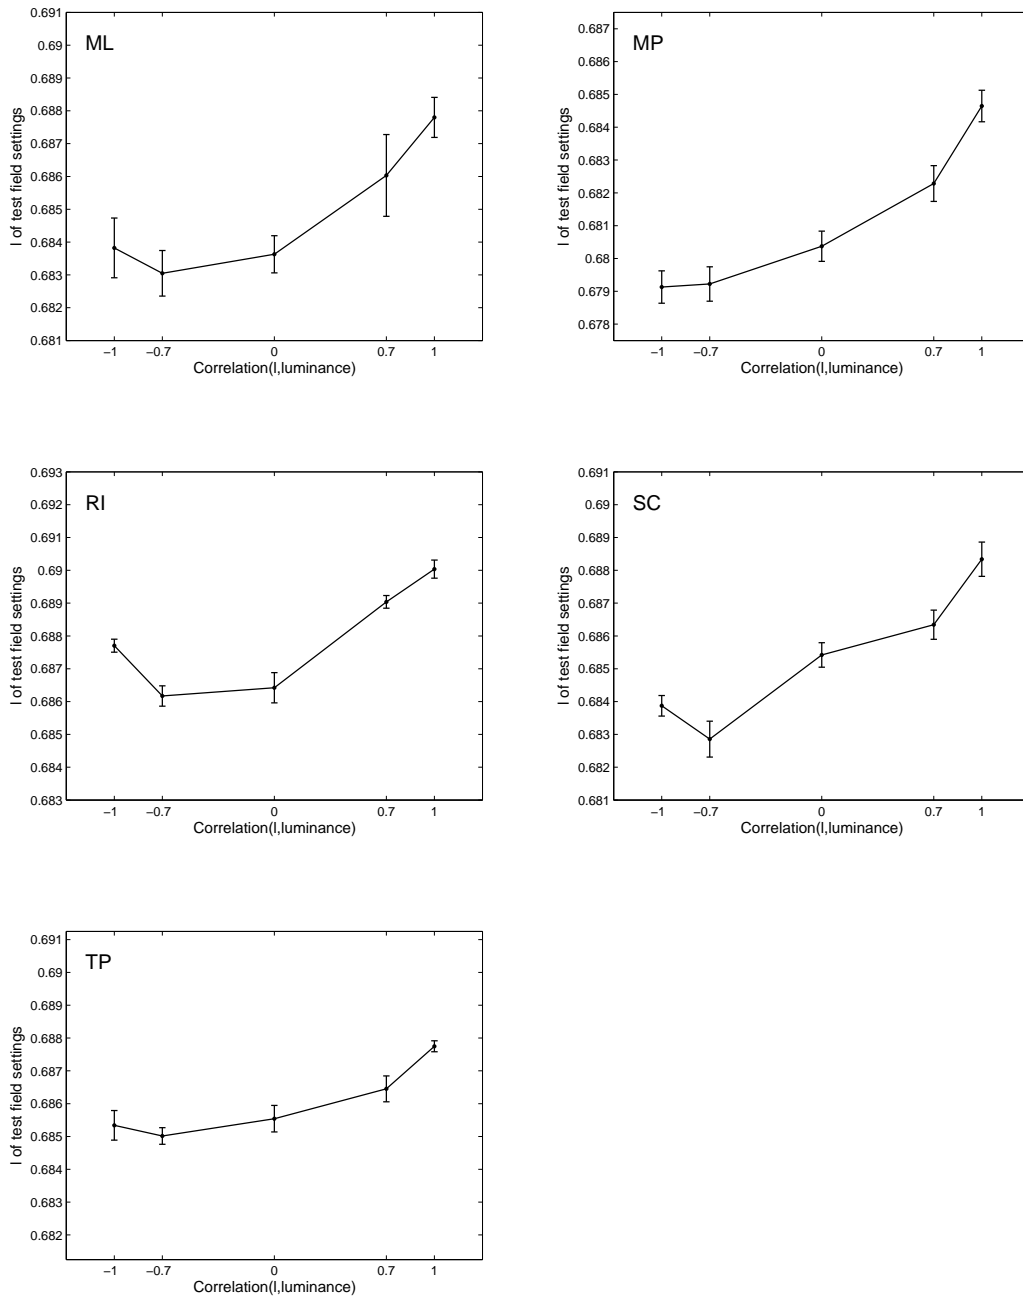 0.691
0.69
0.689
0.688
0.687
0.686
0.685
0.684
0.683
0.682
0.681
l of test field settings
ML
−1 −0.7 0 0.7 1
Correlation(l,luminance)
0.687
0.686
0.685
0.684
0.683
0.682
0.681
0.68
0.679
0.678
l of test field settings
MP
−1 −0.7 0 0.7 1
Correlation(l,luminance)
0.693
0.692
0.691
0.69
0.689
0.688
0.687
0.686
0.685
0.684
0.683
l of test field settings
RI
−1 −0.7 0 0.7 1
Correlation(l,luminance)
0.691
0.69
0.689
0.688
0.687
0.686
0.685
0.684
0.683
0.682
0.681
l of test field settings
SC
−1 −0.7 0 0.7 1
Correlation(l,luminance)
0.691
0.69
0.689
0.688
0.687
0.686
0.685
0.684
0.683
0.682
l of test field settings
TP
−1 −0.7 0 0.7 1
Correlation(l,luminance)